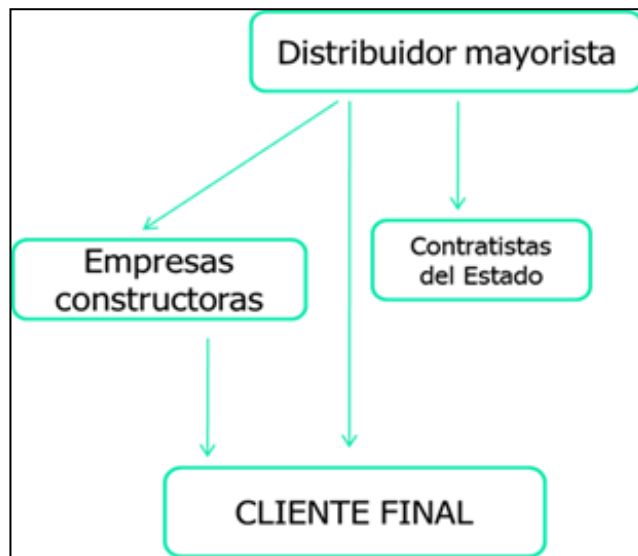 Distribuidor mayorista
Empresas
constructoras
Contratistas
del Estado
CLIENTE FINAL